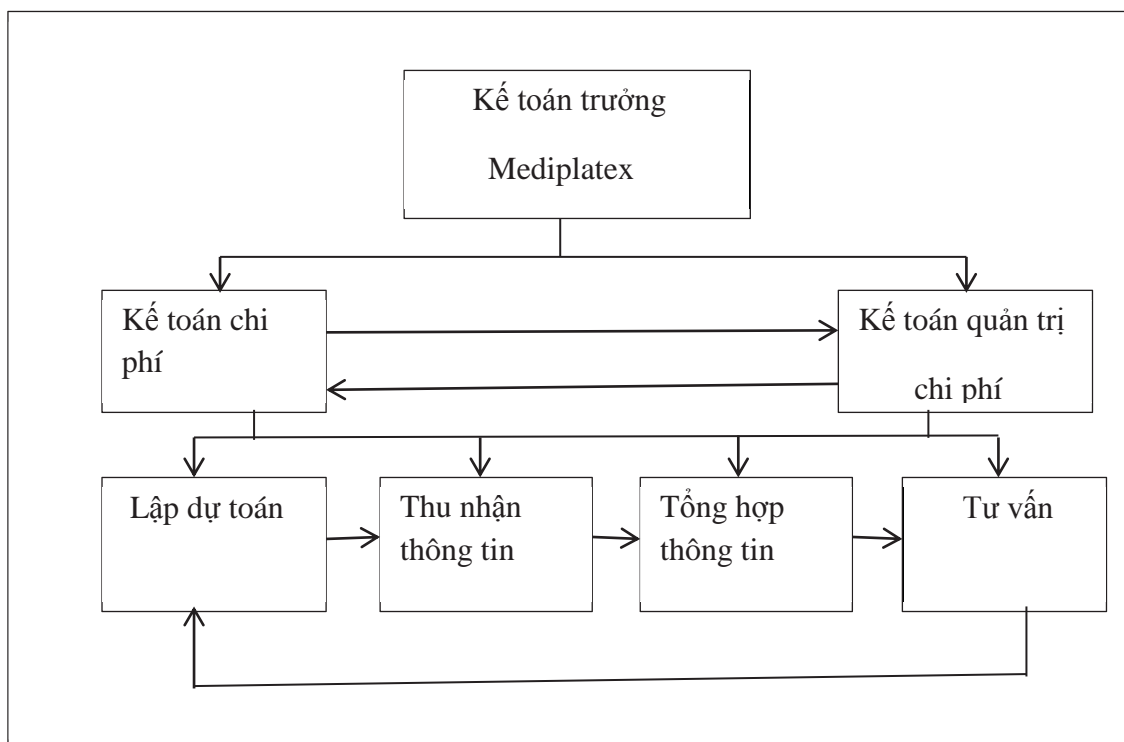 Kế toán trưởng
Mediplatex
Kế toán chi
phí
Kế toán quản trị
chi phí
Lập dự toán
Thu nhận
thông tin
Tổng hợp
thông tin
Tư vấn